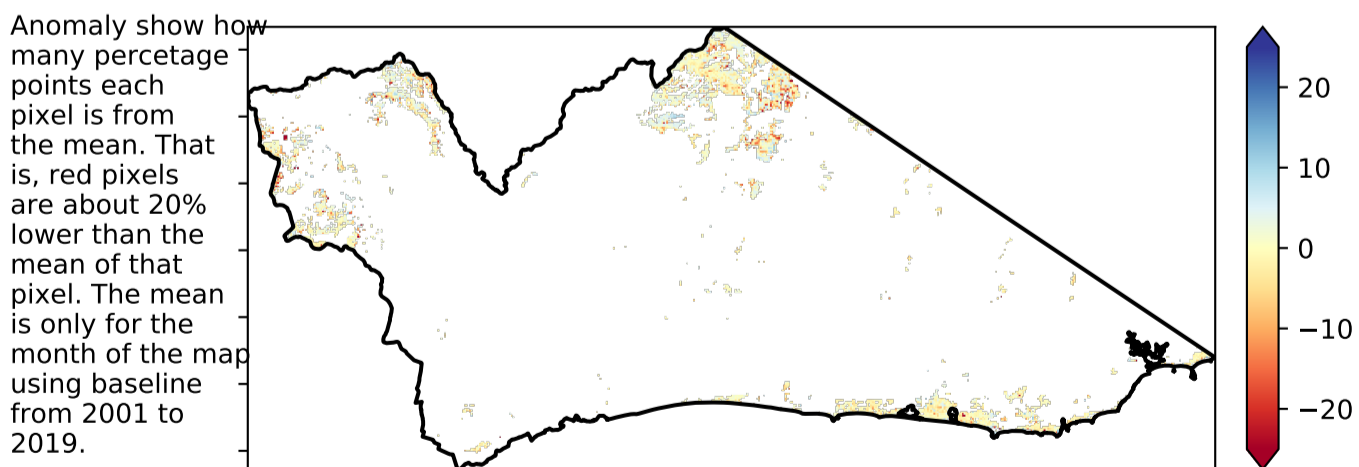 Anomaly show how
many percetage
points each
pixel is from
the mean. That
is, red pixels
are about 20%
lower than the
mean of that
pixel. The mean
is only for the
month of the map
using baseline
from 2001 to
2019.
20
10
0
−10
−20